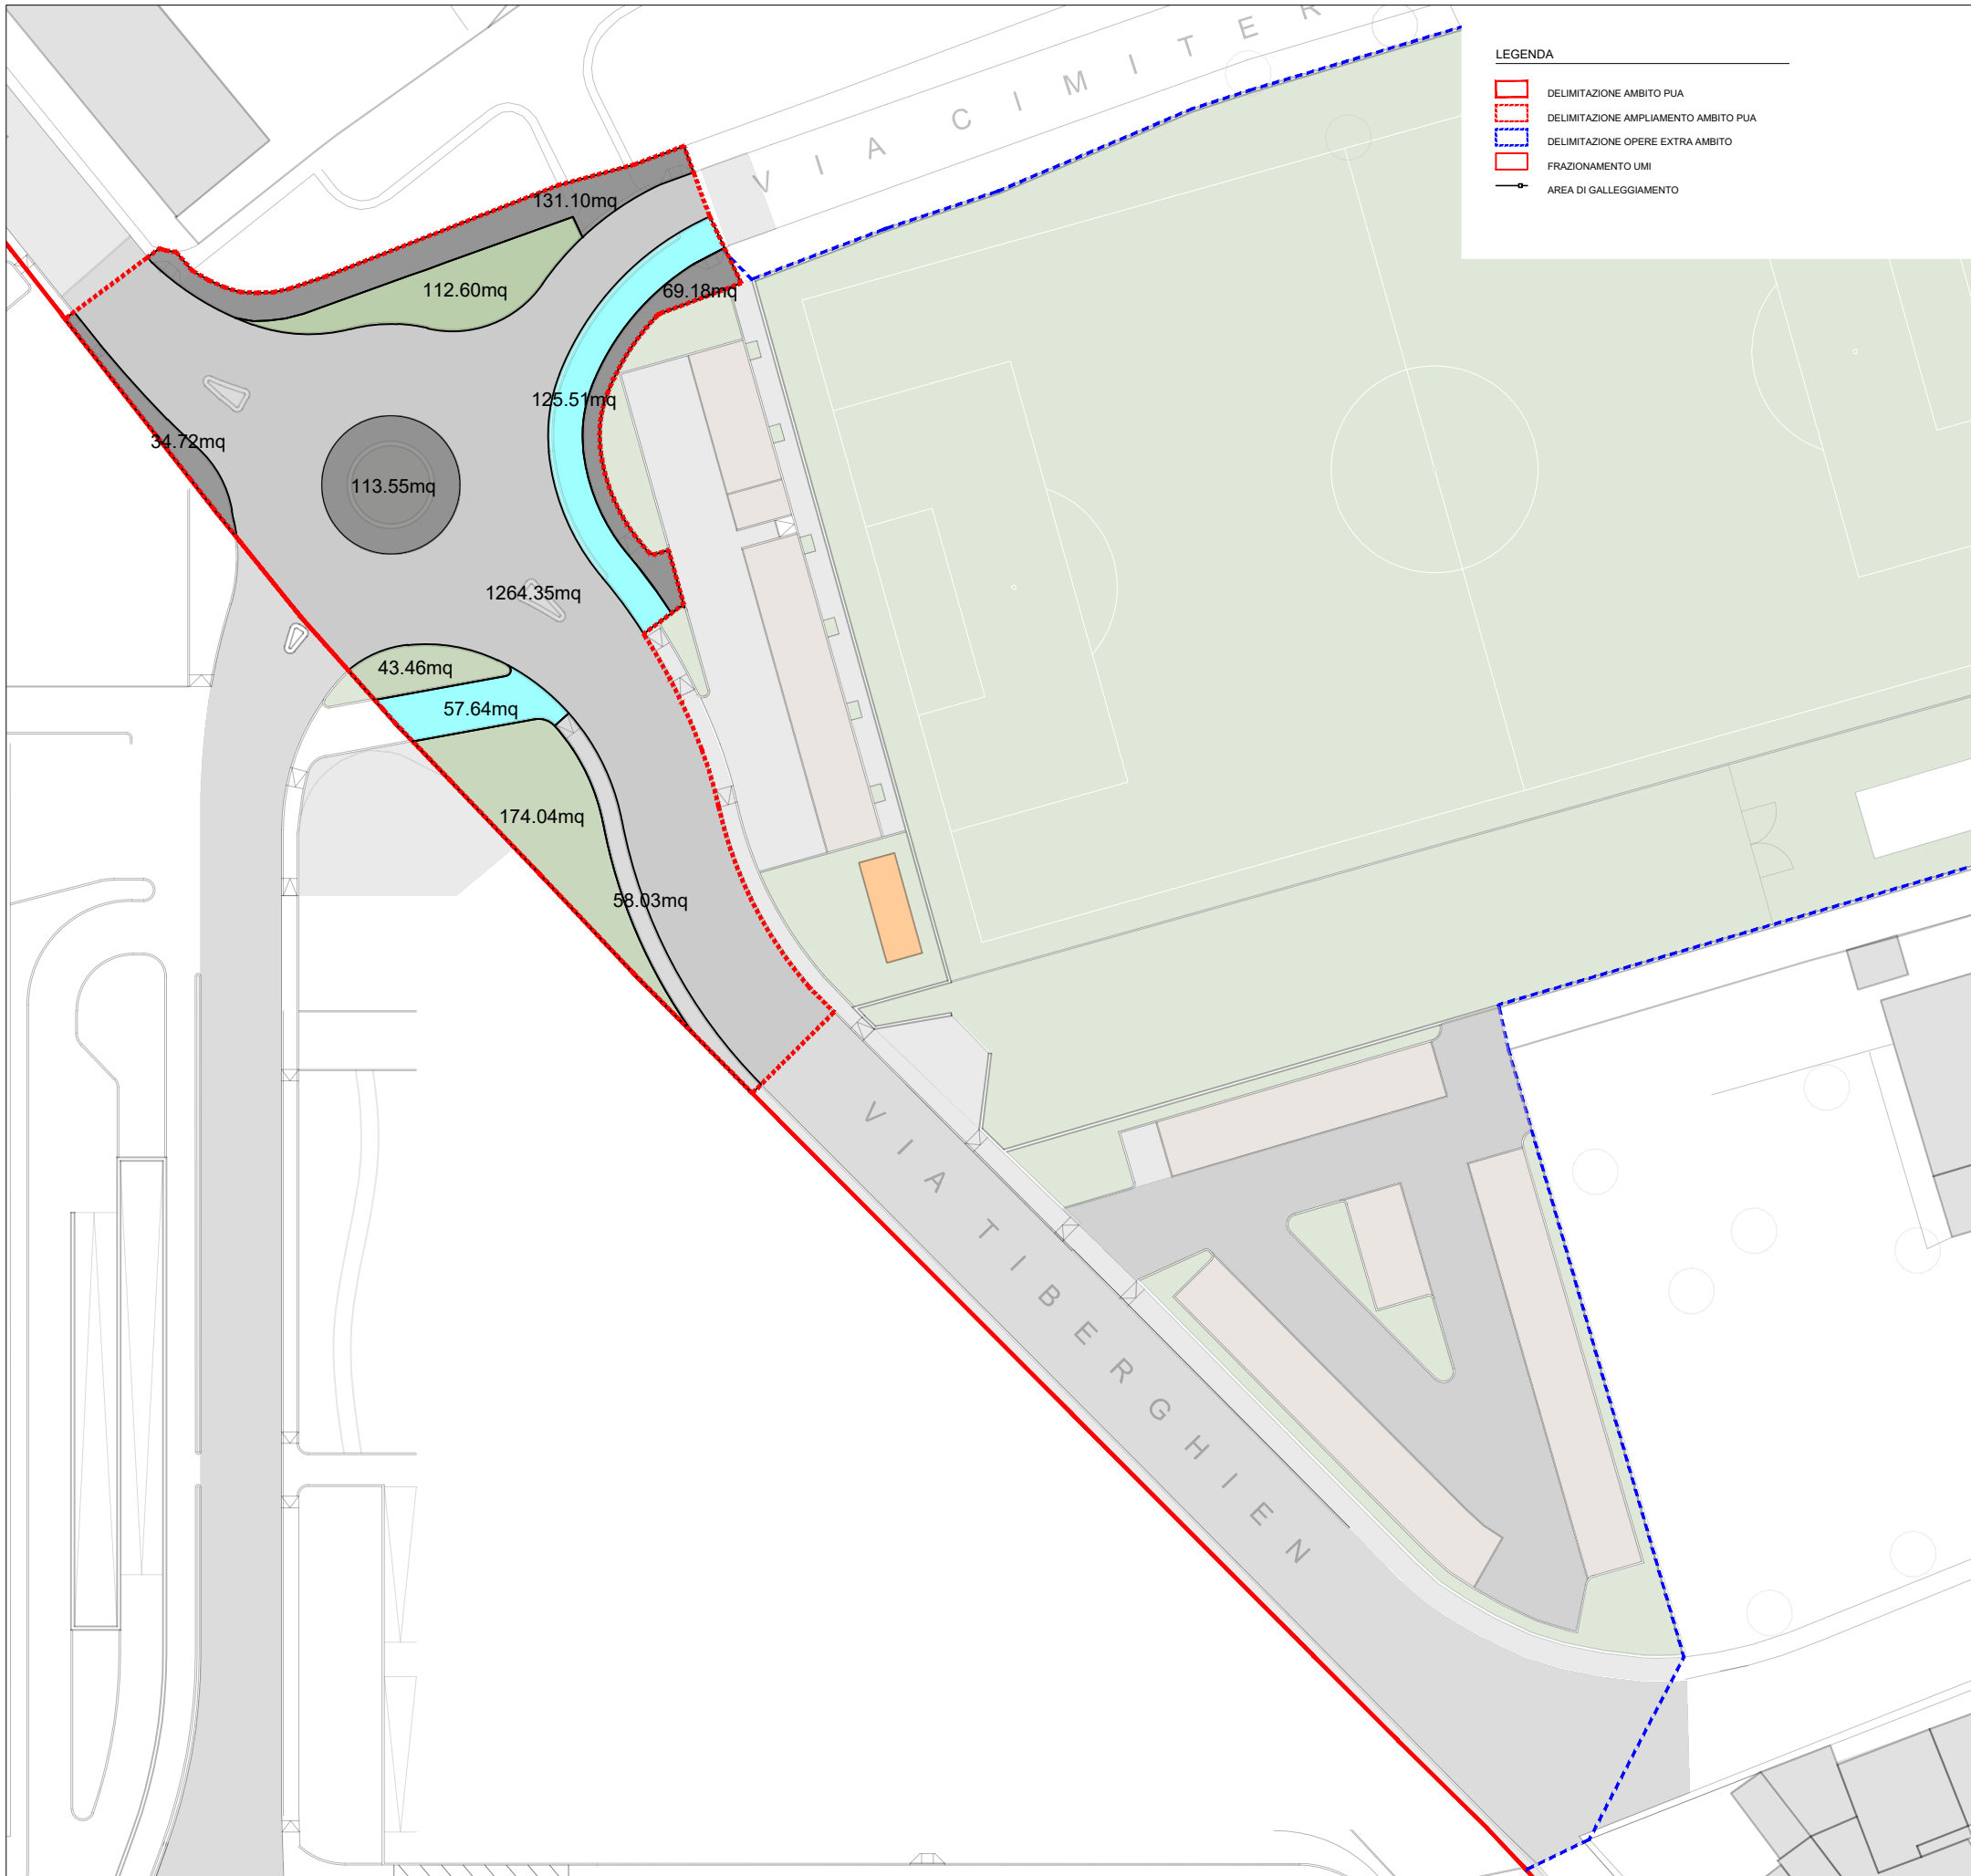 VIA CIMITER
LEGENDA
DELIMITAZIONE AMBITO PUA
DELIMITAZIONE AMPLIAMENTO AMBITO PUA
DELIMITAZIONE OPERE EXTRA AMBITO
FRAZIONAMENTO UMI
AREA DI GALLEGGIAMENTO
131.10mq
112.60mq
69.18mq
125.51mq
34.72mq
113.55mq
1264.35mq
43.46mq
57.64mq
174.04mq
58.03mq
VIA TIBERGHIEN